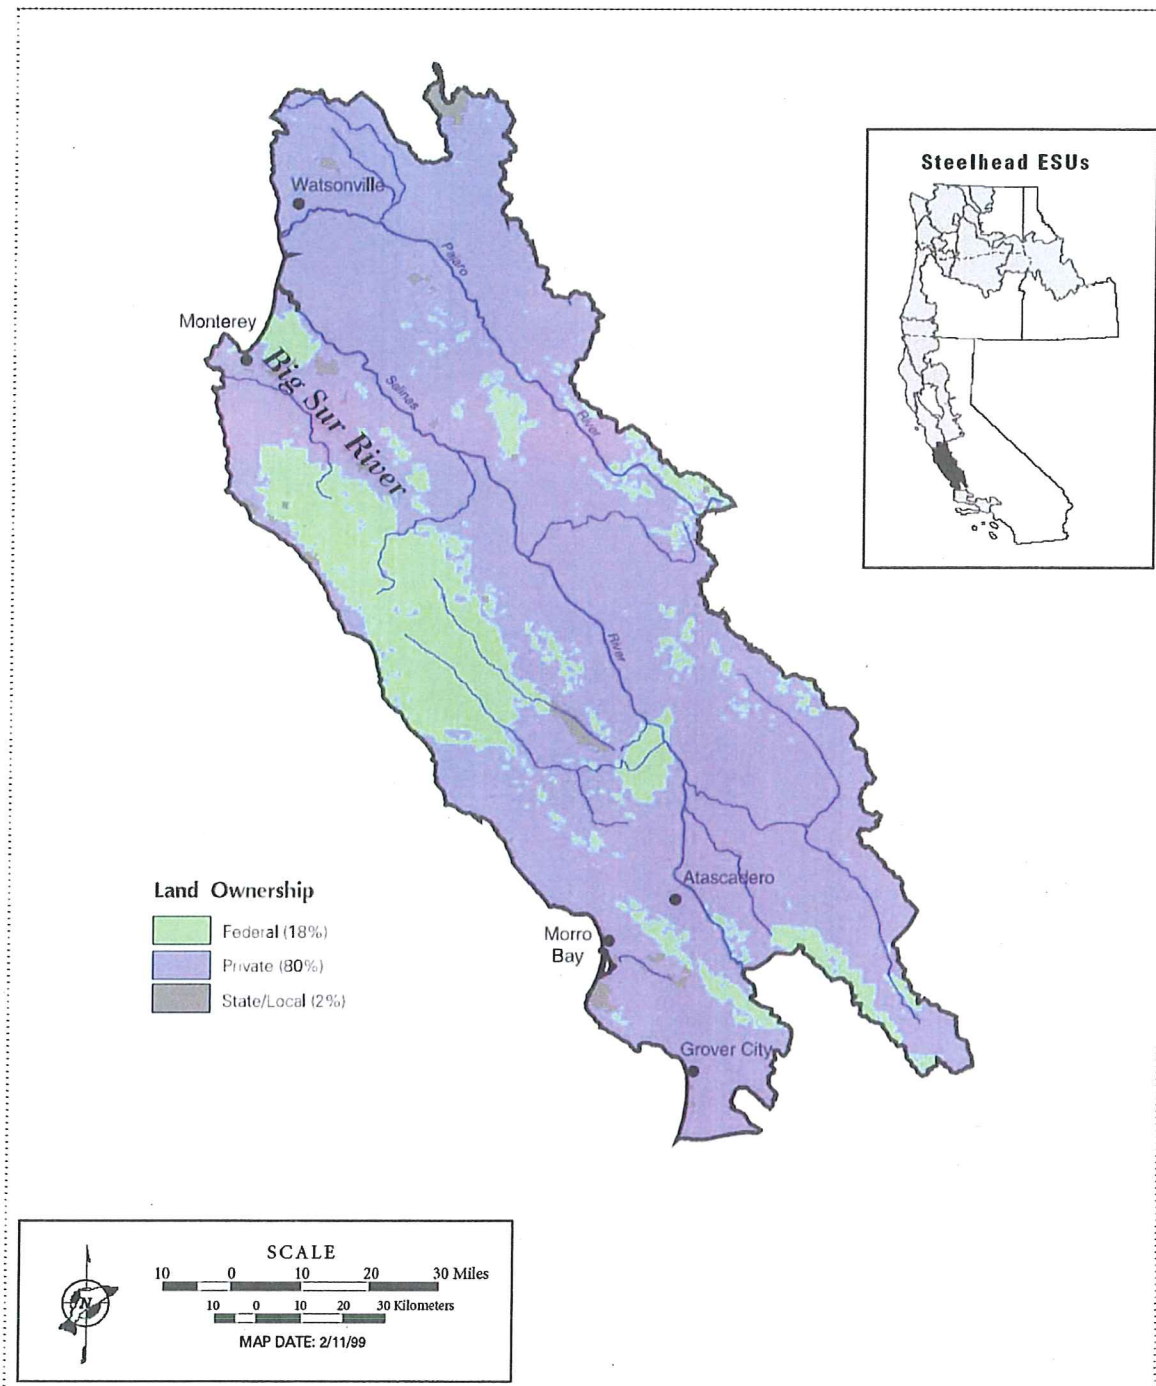 Steelhead ESUs
Watsonville
Pajaro
Monterey
Big Sur River
Salinas
River
River
Atascadero
Land Ownership
Federal (18%)
Morro
Bay
Private (80%)
State/Local (2%)
Grover City
SCALE
10 0 10 20 30 Miles
10 0 10 20 30 Kilometers
N
MAP DATE: 2/11/99